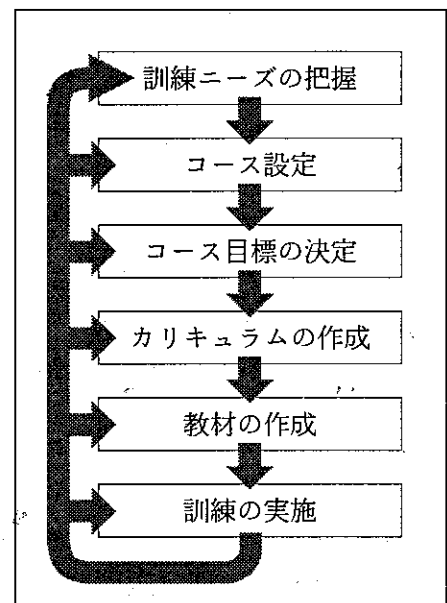 訓練ニーズの把握
コース設定
コース目標の決定
カリキュラムの作成
教材の作成
訓練の実施